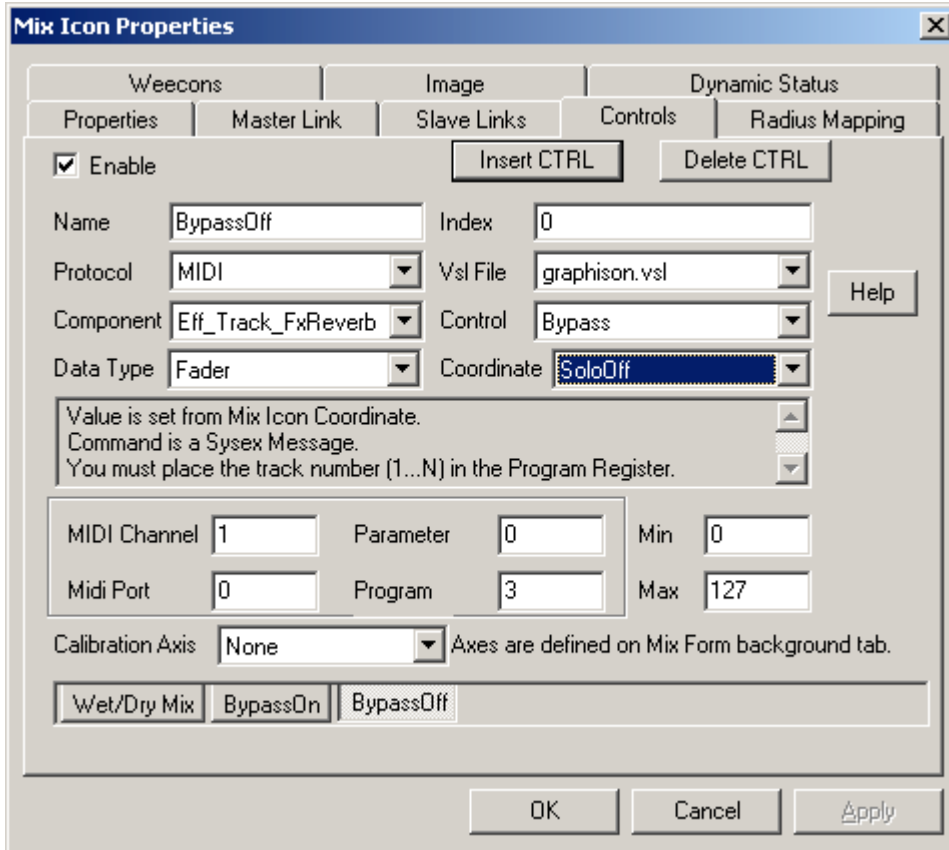 Mix Icon Properties
Weecons Image Dynamic Status
Properties Master Link Slave Links Controls Radius Mapping
Enable Insert CTRL Delete CTRL
Name BypassOff Index 0
Protocol MIDI Vsl File graphison.vsl
Help
Component Eff_Track_FxReverb Control Bypass
Data Type Fader Coordinate SoloOff
Value is set from Mix Icon Coordinate.
Command is a Sysex Message.
You must place the track number (1...N) in the Program Register.
MIDI Channel 1 Parameter 0 Min 0
Midi Port 0 Program 3 Max 127
Calibration Axis None Axes are defined on Mix Form background tab.
Wet/Dry Mix BypassOn BypassOff
OK Cancel Apply